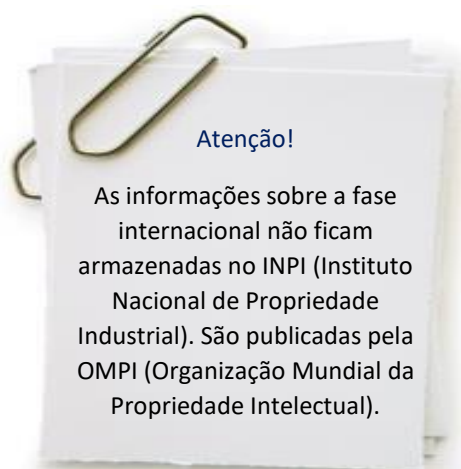 Atenção!
As informações sobre a fase
internacional não ficam
armazenadas no INPI (Instituto
Nacional de Propriedade
Industrial). São publicadas pela
OMPI (Organização Mundial da
Propriedade Intelectual).